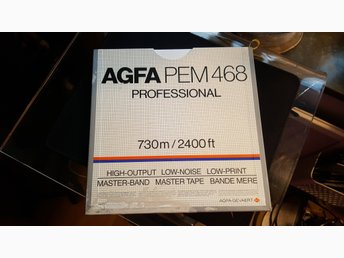 AGFA PEM 468
PROFESSIONAL
730m/2400ft
HIGH-OUTPUT LOW-NOISE LOW-PRINT
MASTER-BAND MASTER TAPE BANDE MERE
AGFA-GEVAERT